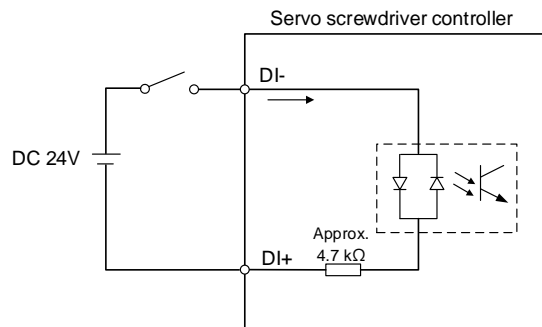 Servo screwdriver controller
DI-
DC 24V
Approx.
4.7 kΩ
DI+